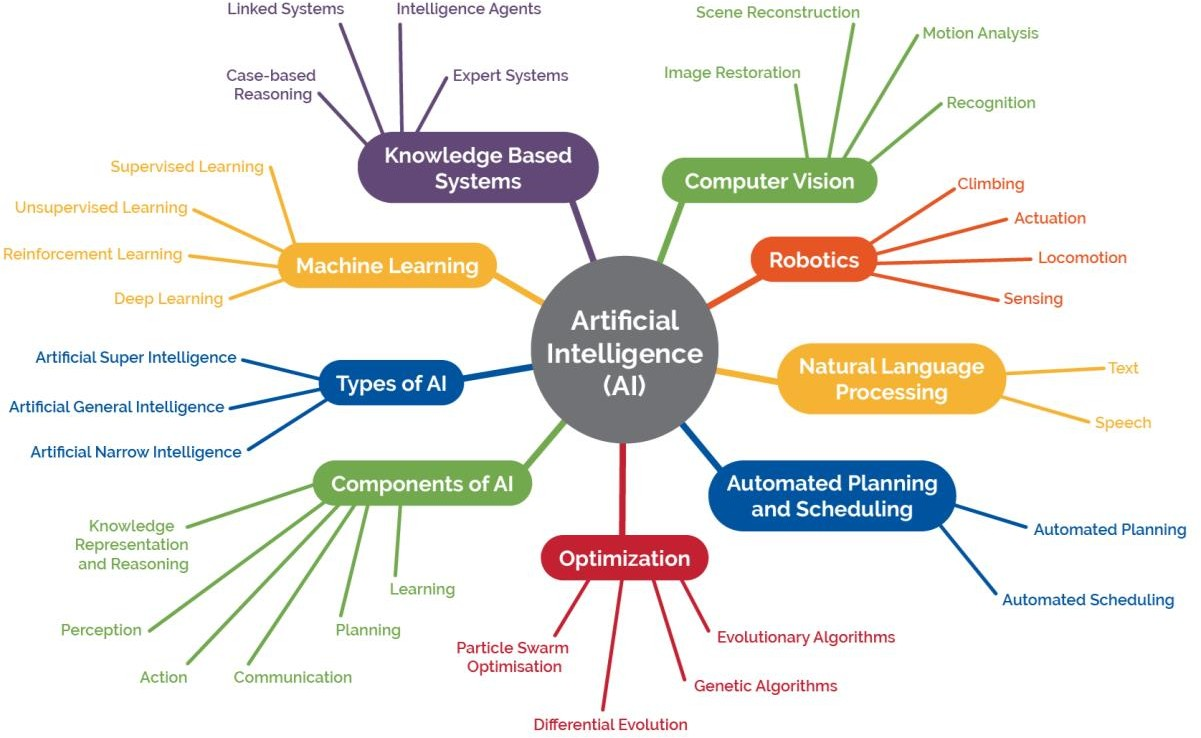 Linked Systems
Intelligence Agents
Case-based
Reasoning
Expert Systems
Knowledge Based
Systems
Scene Reconstruction
Motion Analysis
Image Restoration
Recognition
Computer Vision
Supervised Learning
Unsupervised Learning
Reinforcement Learning
Deep Learning
Machine Learning
Climbing
Actuation
Locomotion
Sensing
Robotics
Artificial
Intelligence
(AI)
Artificial Super Intelligence
Artificial General Intelligence
Artificial Narrow Intelligence
Types of AI
Natural Language
Processing
Text
Speech
Components of AI
Knowledge
Representation
and Reasoning
Perception
Action
Communication
Planning
Learning
Automated Planning
and Scheduling
Automated Planning
Automated Scheduling
Optimization
Particle Swarm
Optimisation
Differential Evolution
Genetic Algorithms
Evolutionary Algorithms